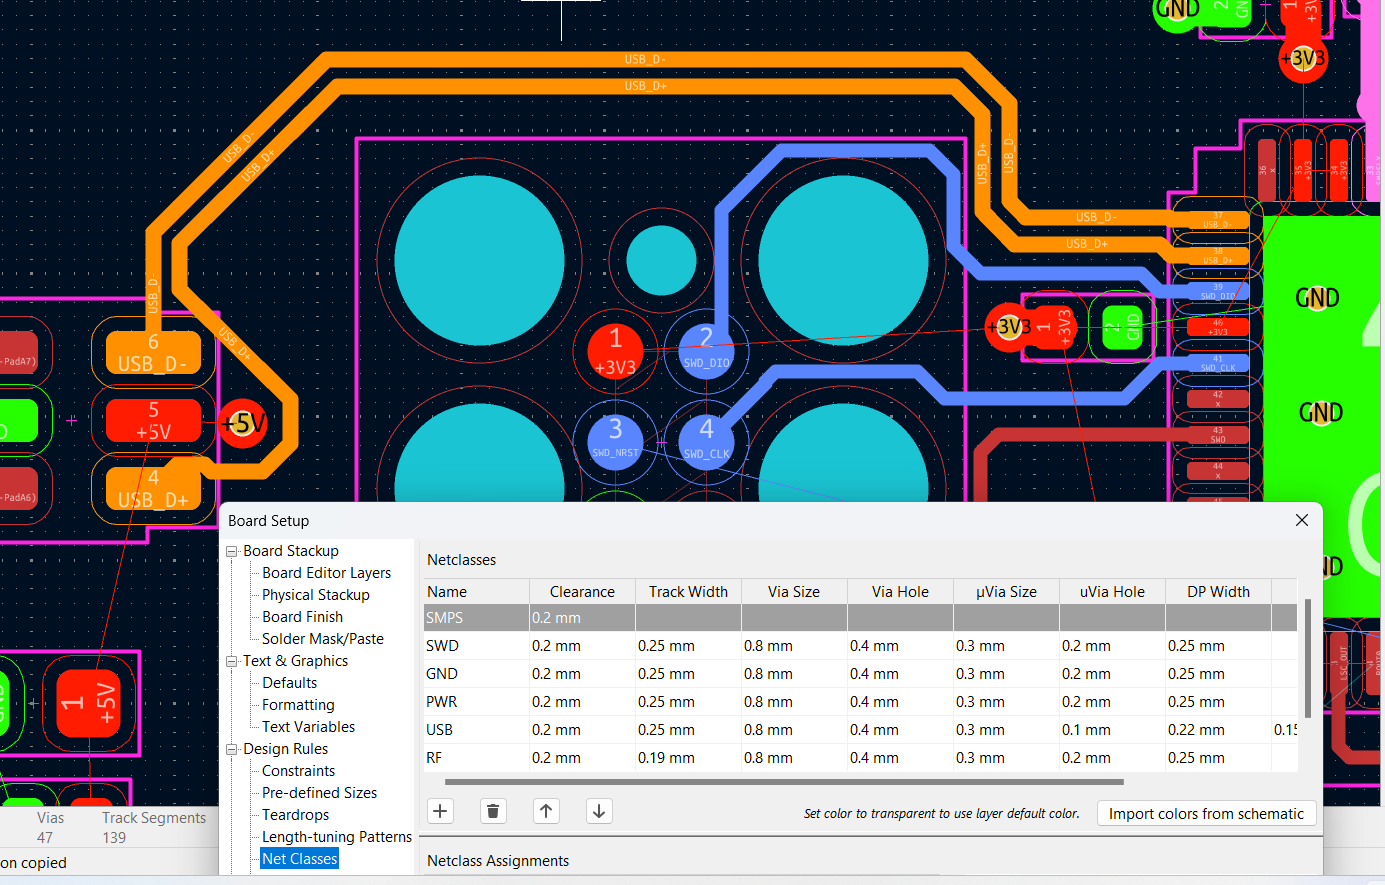 GND
2
GND
1
+3V3
+3V3
USB_D-
USB_D+
USB_D-
USB_D+
USB_D+
USB_D-
36
x
35
+3V3
34
+3V3
33
USB_D-
37
USB_D-
USB_D+
38
USB_D+
USB_D-
39
SWD_DIO
GND
1
+3V3
2
SWD_DIO
+3V3
1
+3V3
2
GND
46
+3V3
6
USB_D-
USB_D+
-PadA7)
41
SWD_CLK
5
+5V
+5V
42
x
GND
3
SWD_NRST
4
SWD_CLK
43
SWO
44
x
-PadA6)
4
USB_D+
Board Setup
Board Stackup
Board Editor Layers
Physical Stackup
Board Finish
Solder Mask/Paste
Text & Graphics
Defaults
Formatting
Text Variables
Design Rules
Constraints
Pre-defined Sizes
Teardrops
Length-tuning Patterns
Net Classes
Netclasses
Name Clearance Track Width Via Size Via Hole µVia Size uVia Hole DP Width
SMPS 0.2 mm
SWD 0.2 mm 0.25 mm 0.8 mm 0.4 mm 0.3 mm 0.2 mm 0.25 mm
GND 0.2 mm 0.25 mm 0.8 mm 0.4 mm 0.3 mm 0.2 mm 0.25 mm
PWR 0.2 mm 0.25 mm 0.8 mm 0.4 mm 0.3 mm 0.2 mm 0.25 mm
USB 0.2 mm 0.25 mm 0.8 mm 0.4 mm 0.3 mm 0.1 mm 0.22 mm 0.15
RF 0.2 mm 0.19 mm 0.8 mm 0.4 mm 0.3 mm 0.2 mm 0.25 mm
Set color to transparent to use layer default color.
Import colors from schematic
Netclass Assignments
ND
LSC_OUT
1
+5V
Vias
47
Track Segments
139
on copied